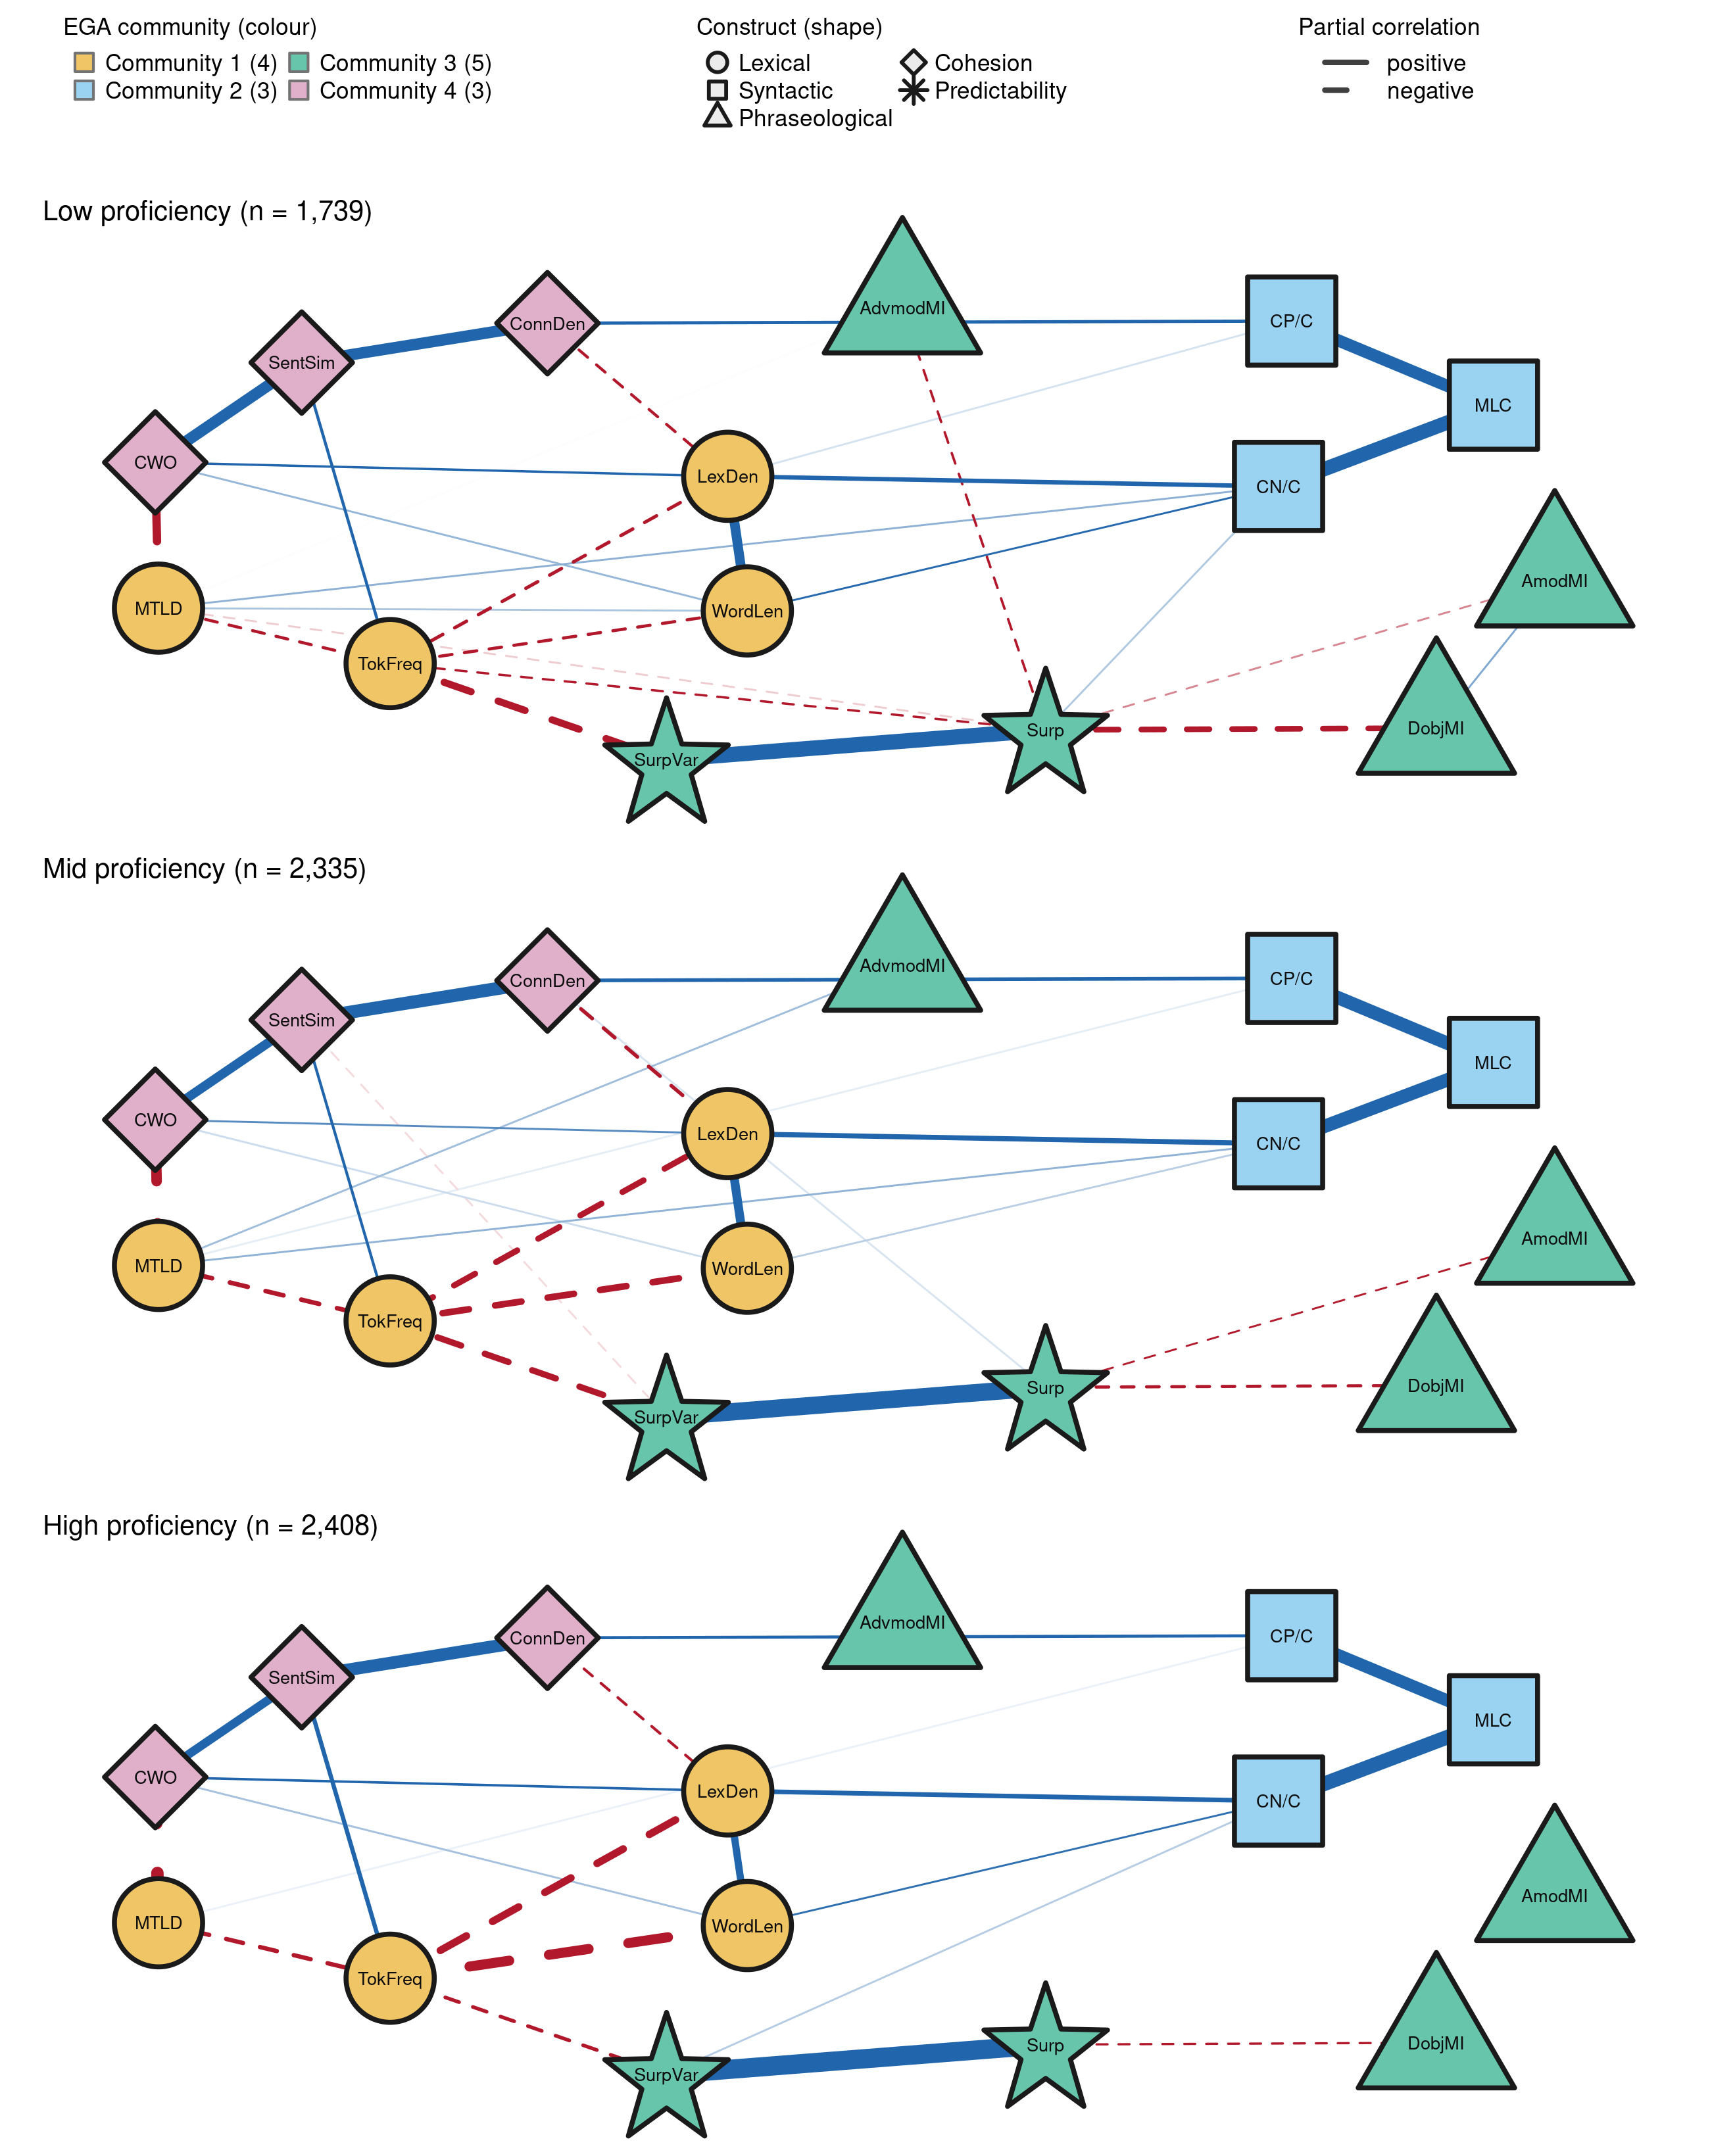 EGA community (colour)
Community 1 (4)
Community 3 (5)
Community 2 (3)
Community 4 (3)
Construct (shape)
Lexical
Cohesion
Syntactic
Predictability
Phraseological
Partial correlation
positive
negative
Low proficiency (n = 1,739)
AdvmodMI
ConnDen
CP/C
SentSim
MLC
CWO
LexDen
CN/C
AmodMI
MTLD
WordLen
TokFreq
Surp
DobjMI
SurpVar
Mid proficiency (n = 2,335)
AdvmodMI
ConnDen
CP/C
SentSim
MLC
CWO
LexDen
CN/C
AmodMI
MTLD
WordLen
TokFreq
Surp
DobjMI
SurpVar
High proficiency (n = 2,408)
AdvmodMI
ConnDen
CP/C
SentSim
MLC
CWO
LexDen
CN/C
AmodMI
MTLD
WordLen
TokFreq
Surp
DobjMI
SurpVar